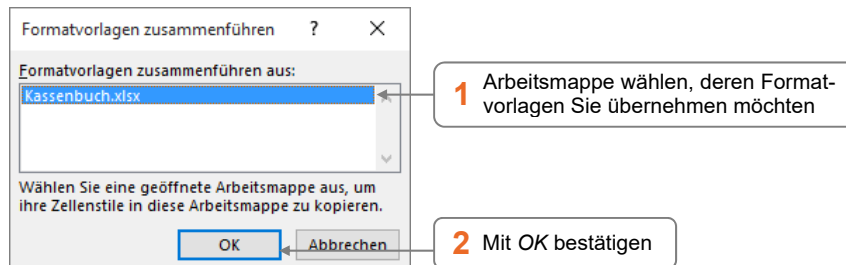 Formatvorlagen zusammenführen ? ×
Formatvorlagen zusammenführen aus:
Kassenbuch.xlsx
1 Arbeitsmappe wählen, deren Format-
vorlagen Sie übernehmen möchten
Wählen Sie eine geöffnete Arbeitsmappe aus, um
ihre Zellenstile in diese Arbeitsmappe zu kopieren.
OK Abbrechen
2 Mit OK bestätigen